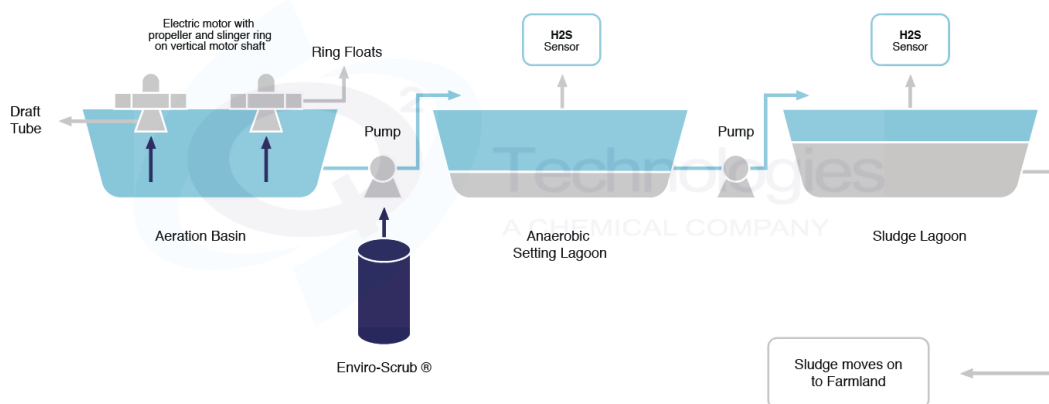 Electric motor with
propeller and slinger ring
on vertical motor shaft
Ring Floats
Draft
Tube
Pump
Aeration Basin
Enviro-Scrub ®
H2S
Sensor
Anaerobic
Setting Lagoon
Pump
H2S
Sensor
Sludge Lagoon
Sludge moves on
to Farmland
Q2
Technologies
A CHEMICAL COMPANY